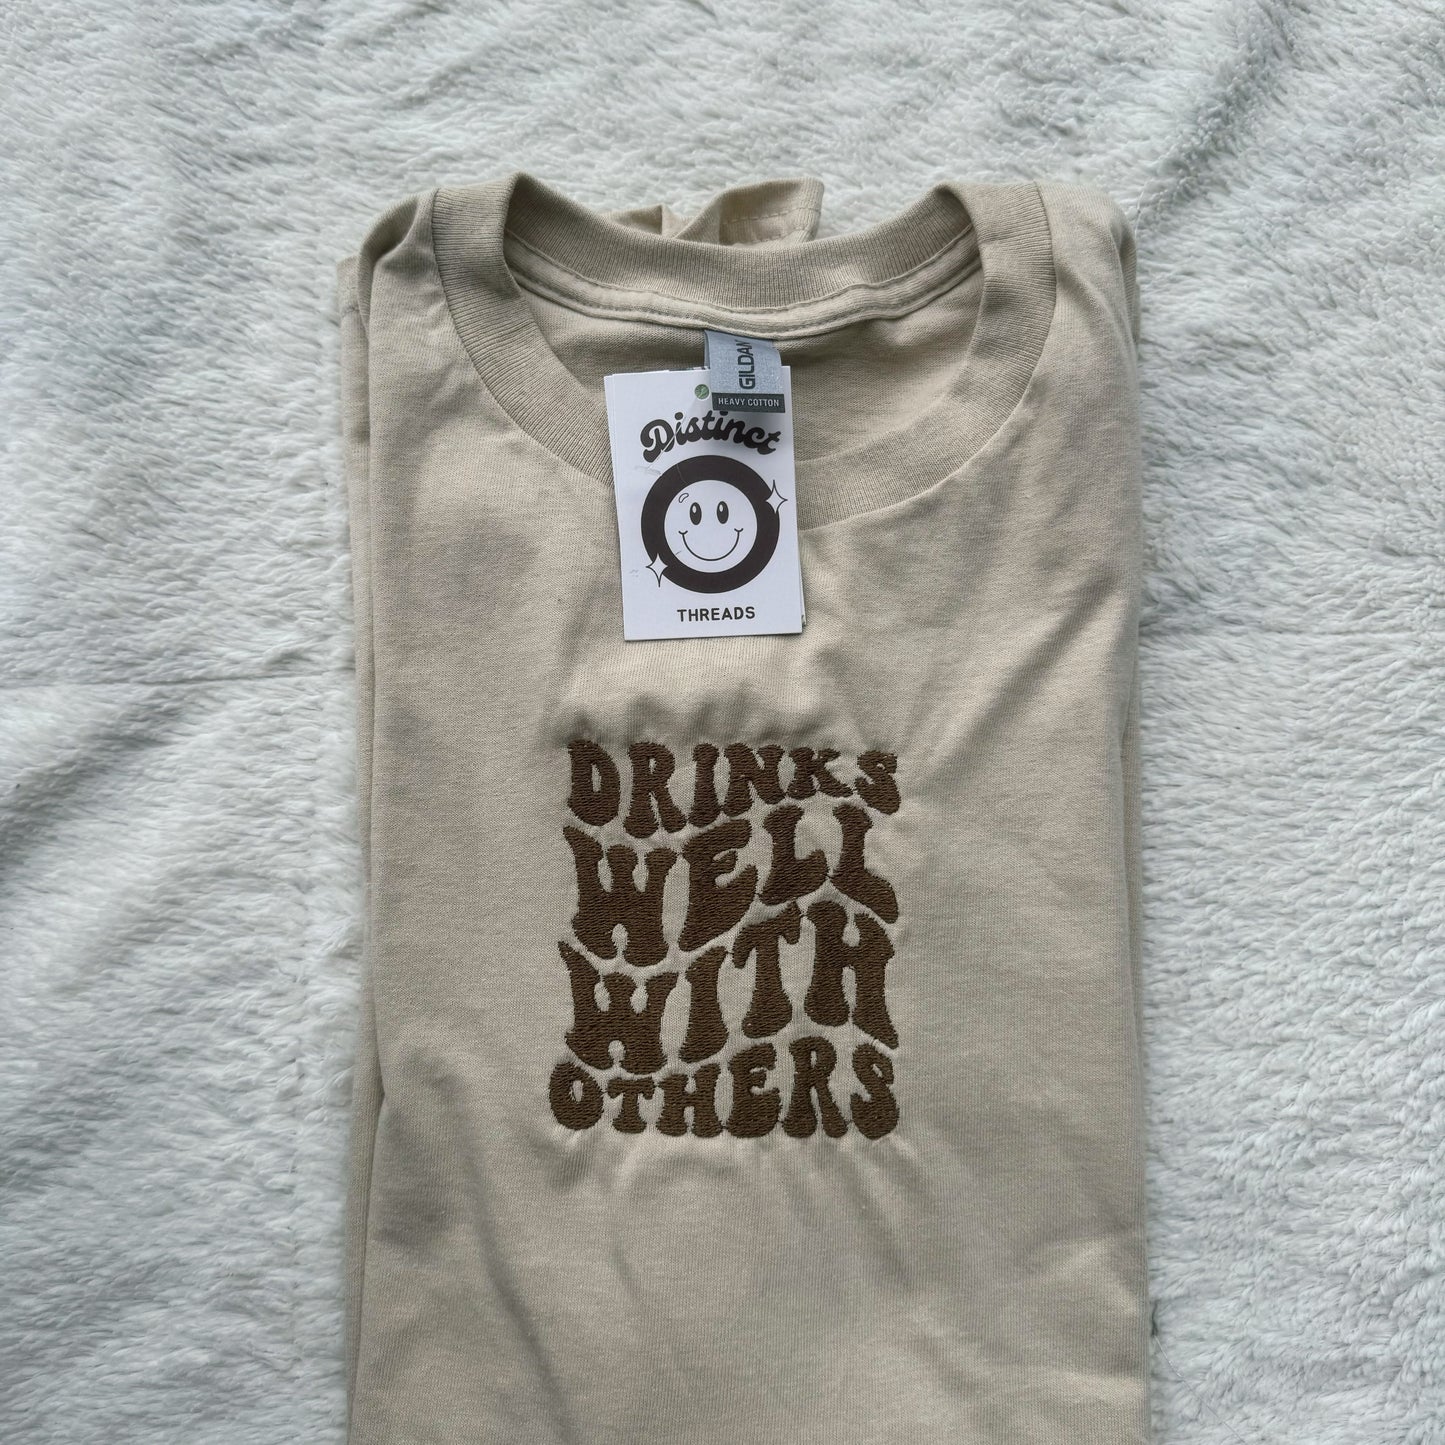 GILDAN
HEAVY COTTON
Distinct
THREADS
DRINKS
WELL
WITH
OTHERS